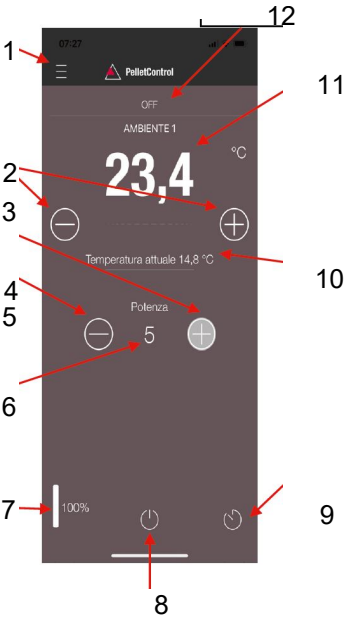 12
1
07:27
PelletControl
11
OFF
AMBIENTE 1
23,4
°C
2
3
Temperatura attuale 14,8 °C
10
4
Potenza
5
5
6
7
100%
9
8